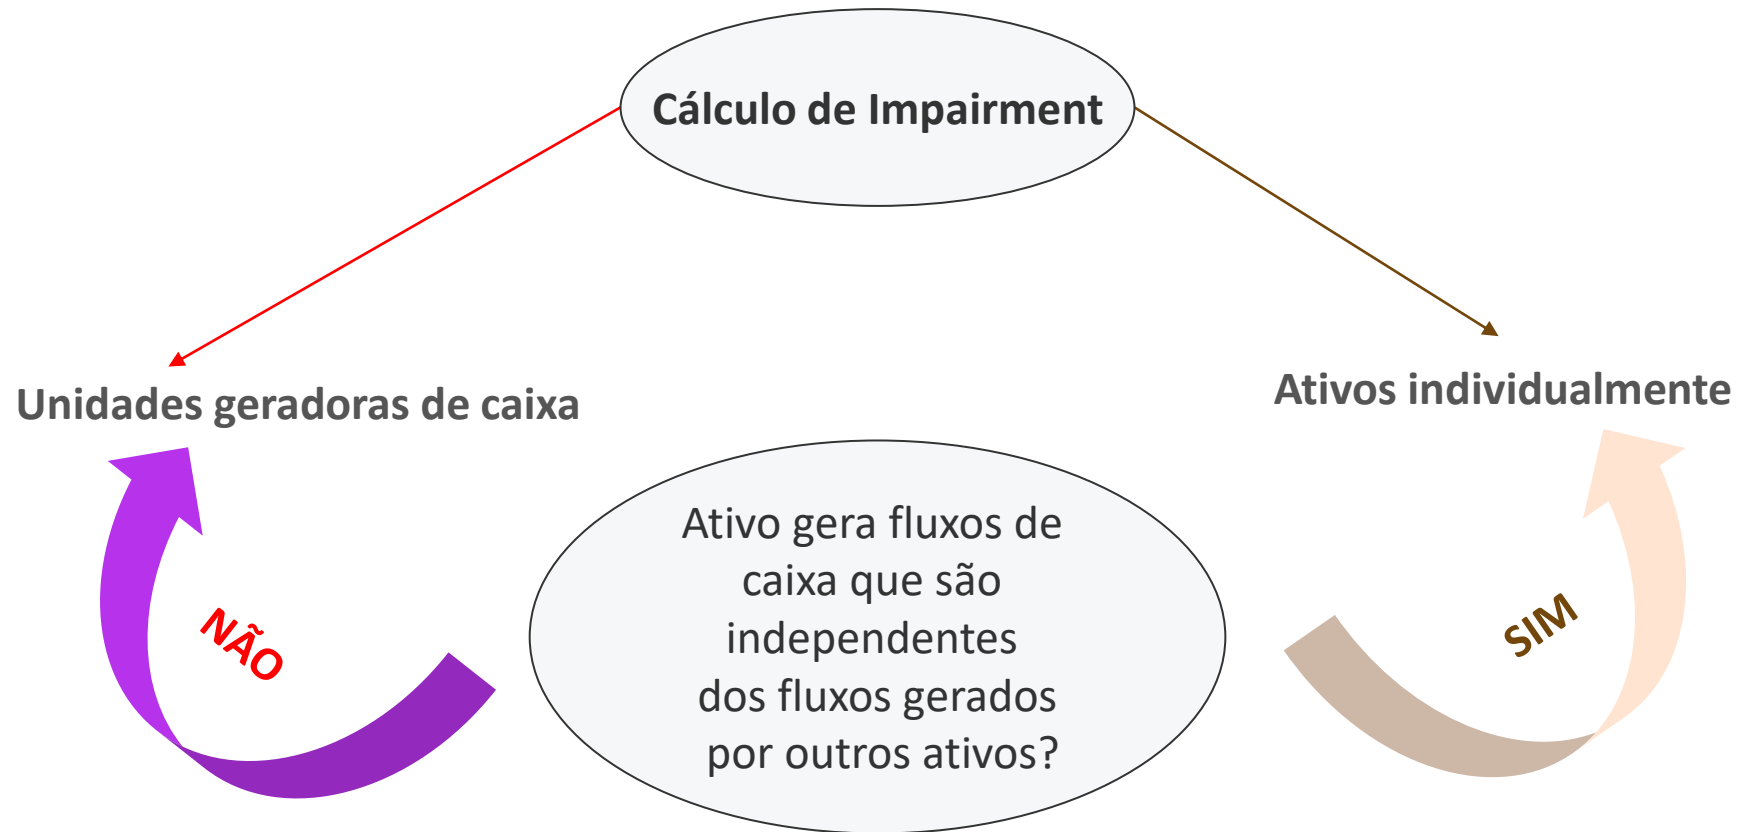 Cálculo de Impairment
Unidades geradoras de caixa
Ativos individualmente
Ativo gera fluxos de
caixa que são
independentes
dos fluxos gerados
por outros ativos?
NÃO
SIM